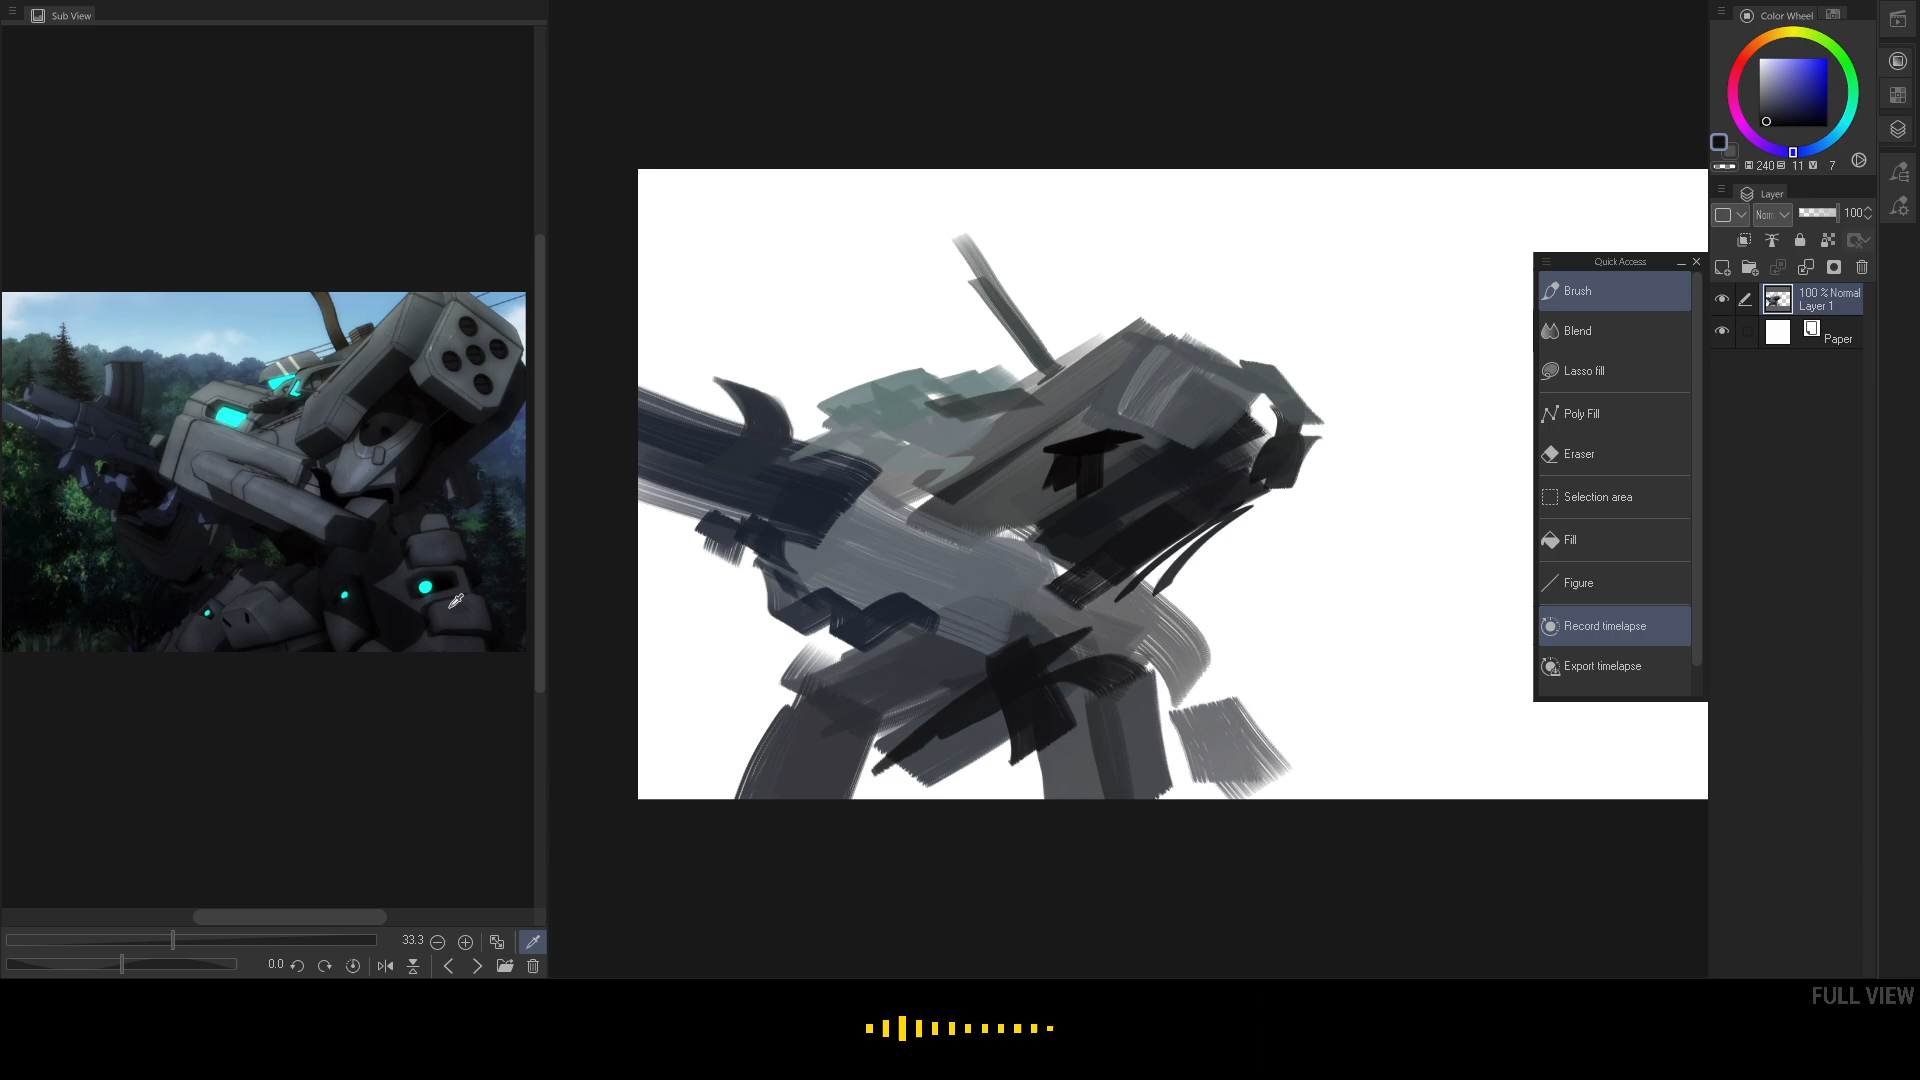 Sub View
Color Wheel
240 11 7
Layer
Norm 100
Quick Access
Brush
100 % Normal
Layer 1
Blend
Paper
Lasso fill
Poly Fill
Eraser
Selection area
Fill
Figure
Record timelapse
Export timelapse
33.3
0.0
FULL VIEW